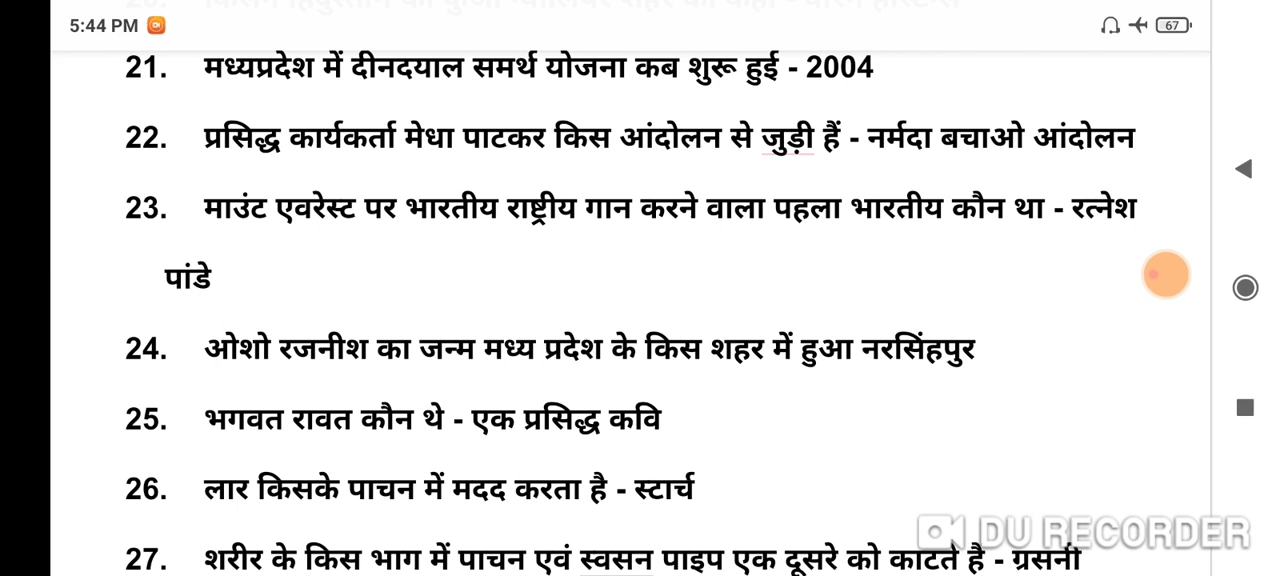 5:44 PM
67
21. मध्यप्रदेश में दीनदयाल समर्थ योजना कब शुरू हुई - 2004
22. प्रसिद्ध कार्यकर्ता मेधा पाटकर किस आंदोलन से जुड़ी हैं - नर्मदा बचाओ आंदोलन
23. माउंट एवरेस्ट पर भारतीय राष्ट्रीय गान करने वाला पहला भारतीय कौन था - रत्नेश
पांडे
24. ओशो रजनीश का जन्म मध्य प्रदेश के किस शहर में हुआ नरसिंहपुर
25. भगवत रावत कौन थे - एक प्रसिद्ध कवि
26. लार किसके पाचन में मदद करता है - स्टार्च
DU RECORDER
27. शरीर के किस भाग में पाचन एवं स्वसन पाइप एक दूसरे को काटते है - ग्रसनी